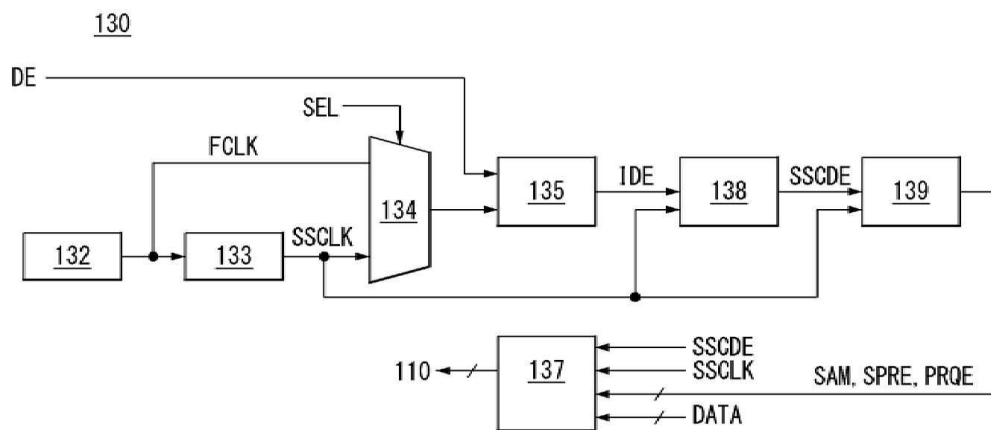 130
DE
SEL
FCLK
134
135
IDE
138
SSCDE
139
132
133
SSCLK
137
110
SSCDE
SSCLK
SAM, SPRE, PRQE
DATA